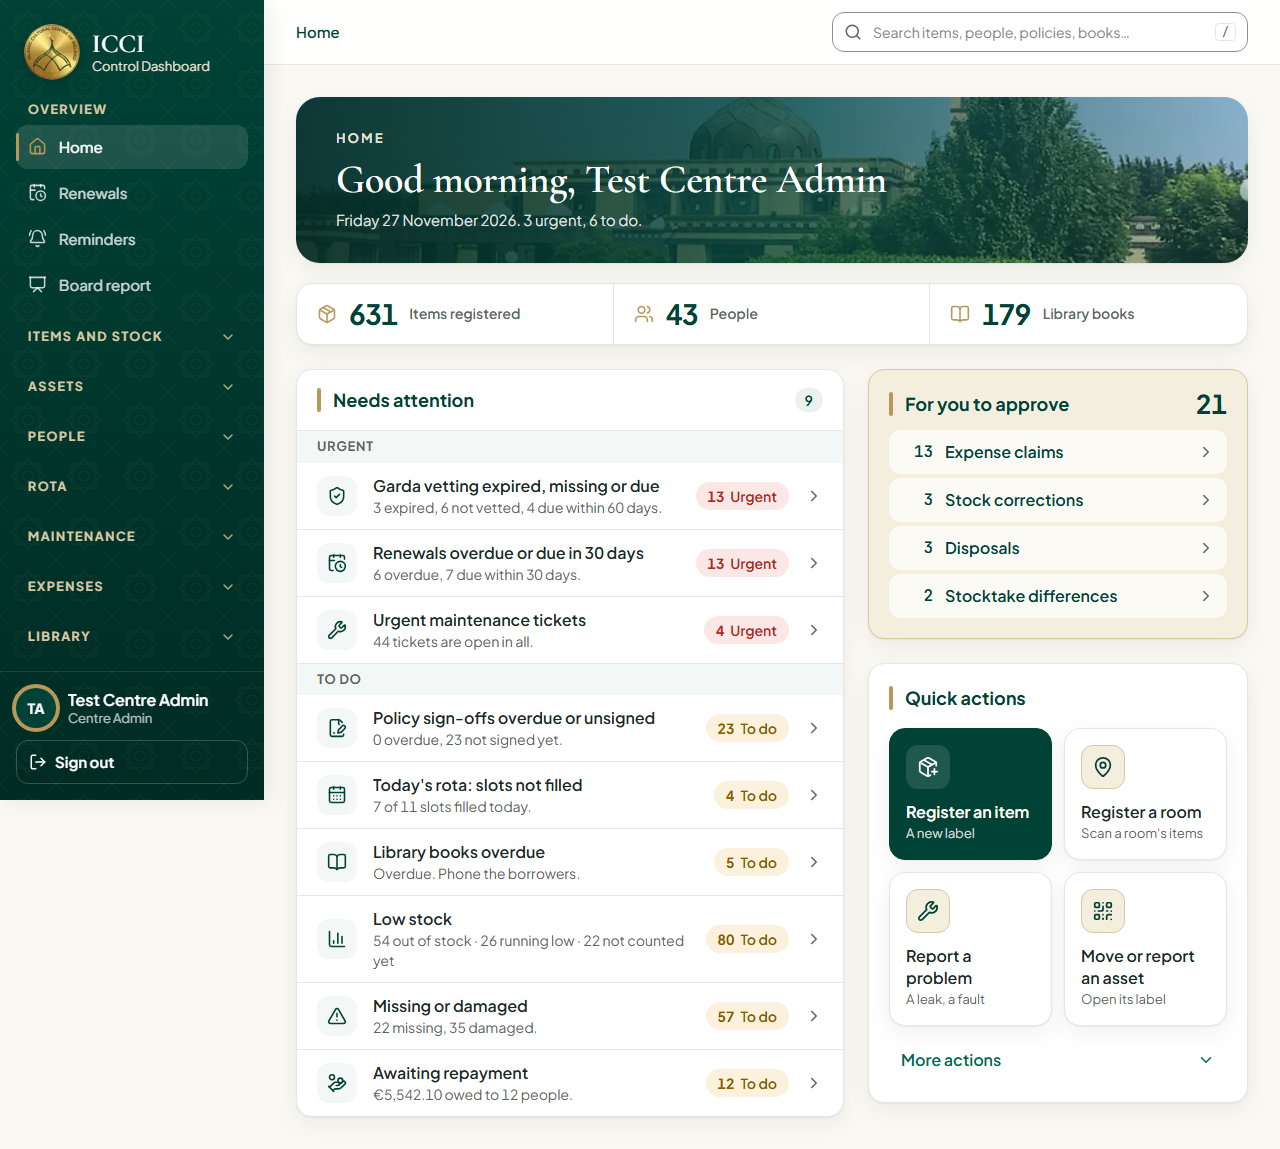 ICCI
Control Dashboard
OVERVIEW
Home
Renewals
Reminders
Board report
ITEMS AND STOCK
ASSETS
PEOPLE
ROTA
MAINTENANCE
EXPENSES
LIBRARY
TA
Test Centre Admin
Centre Admin
Sign out
Home
Search items, people, policies, books…
/
HOME
Good morning, Test Centre Admin
Friday 27 November 2026. 3 urgent, 6 to do.
631 Items registered
43 People
179 Library books
Needs attention
9
URGENT
Garda vetting expired, missing or due
3 expired, 6 not vetted, 4 due within 60 days.
13 Urgent
Renewals overdue or due in 30 days
6 overdue, 7 due within 30 days.
13 Urgent
Urgent maintenance tickets
44 tickets are open in all.
4 Urgent
TO DO
Policy sign-offs overdue or unsigned
0 overdue, 23 not signed yet.
23 To do
Today's rota: slots not filled
7 of 11 slots filled today.
4 To do
Library books overdue
Overdue. Phone the borrowers.
5 To do
Low stock
54 out of stock · 26 running low · 22 not counted
yet
80 To do
Missing or damaged
22 missing, 35 damaged.
57 To do
Awaiting repayment
€5,542.10 owed to 12 people.
12 To do
For you to approve
21
13 Expense claims
3 Stock corrections
3 Disposals
2 Stocktake differences
Quick actions
Register an item
A new label
Register a room
Scan a room's items
Report a
problem
A leak, a fault
Move or report
an asset
Open its label
More actions